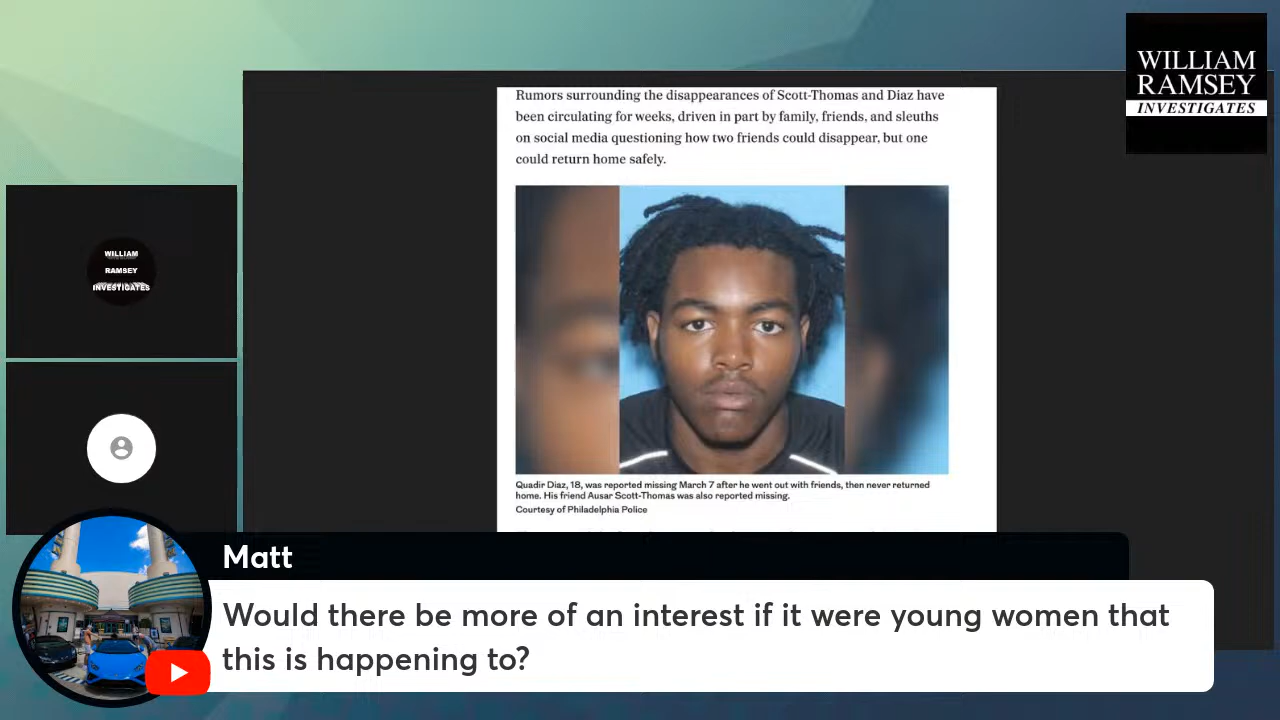 WILLIAM
RAMSEY
INVESTIGATES
Rumors surrounding the disappearances of Scott-Thomas and Diaz have
been circulating for weeks, driven in part by family, friends, and sleuths
on social media questioning how two friends could disappear, but one
could return home safely.
WILLIAM
RAMSEY
INVESTIGATES
Quadir Diaz, 18, was reported missing March 7 after he went out with friends, then never returned
home. His friend Ausar Scott-Thomas was also reported missing.
Courtesy of Philadelphia Police
Matt
Would there be more of an interest if it were young women that
this is happening to?